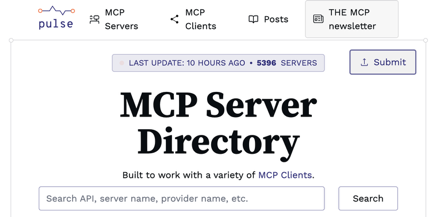 pulse
MCP Servers
MCP Clients
Posts
THE MCP newsletter
LAST UPDATE: 10 HOURS AGO • 5396 SERVERS
Submit
MCP Server
Directory
Built to work with a variety of MCP Clients.
Search API, server name, provider name, etc.
Search